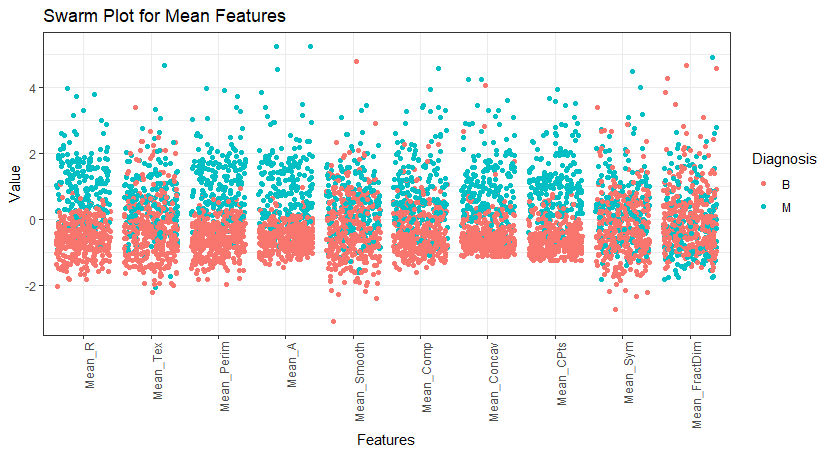 Swarm Plot for Mean Features
Value
4
2
0
-2
Mean_R
Mean_Tex
Mean_Perim
Mean_A
Mean_Smooth
Mean_Comp
Mean_Concav
Mean_CPts
Mean_Sym
Mean_FractDim
Features
Diagnosis
B
M